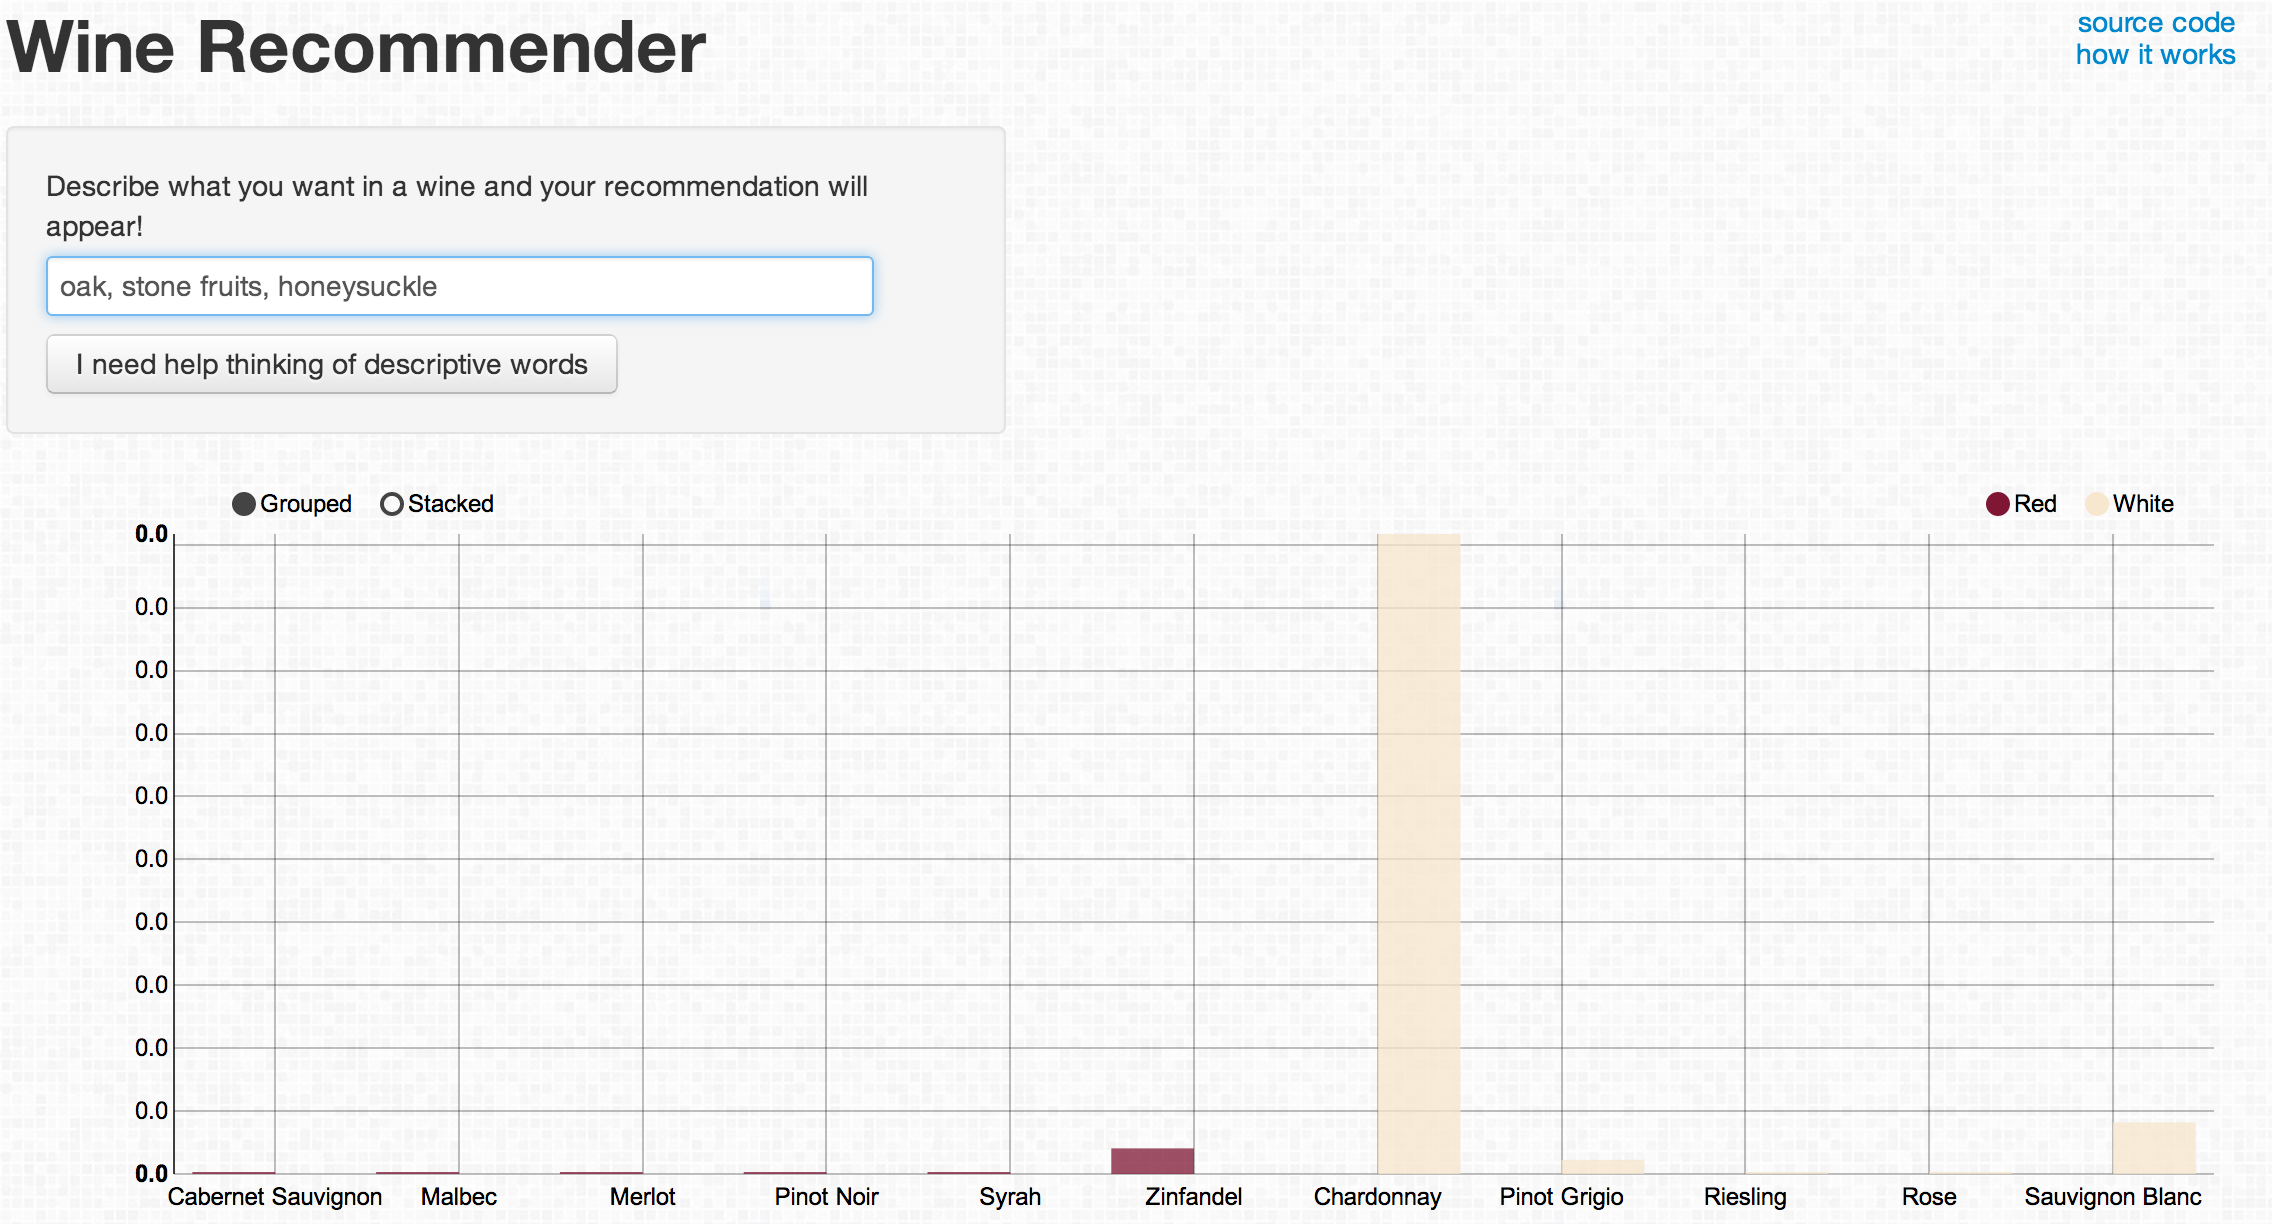 Wine Recommender
source code
how it works
Describe what you want in a wine and your recommendation will
appear!
oak, stone fruits, honeysuckle
I need help thinking of descriptive words
Grouped Stacked
Red White
0.0
0.0
0.0
0.0
0.0
0.0
0.0
0.0
0.0
0.0
0.0
Cabernet Sauvignon Malbec Merlot Pinot Noir Syrah Zinfandel Chardonnay Pinot Grigio Riesling Rose Sauvignon Blanc